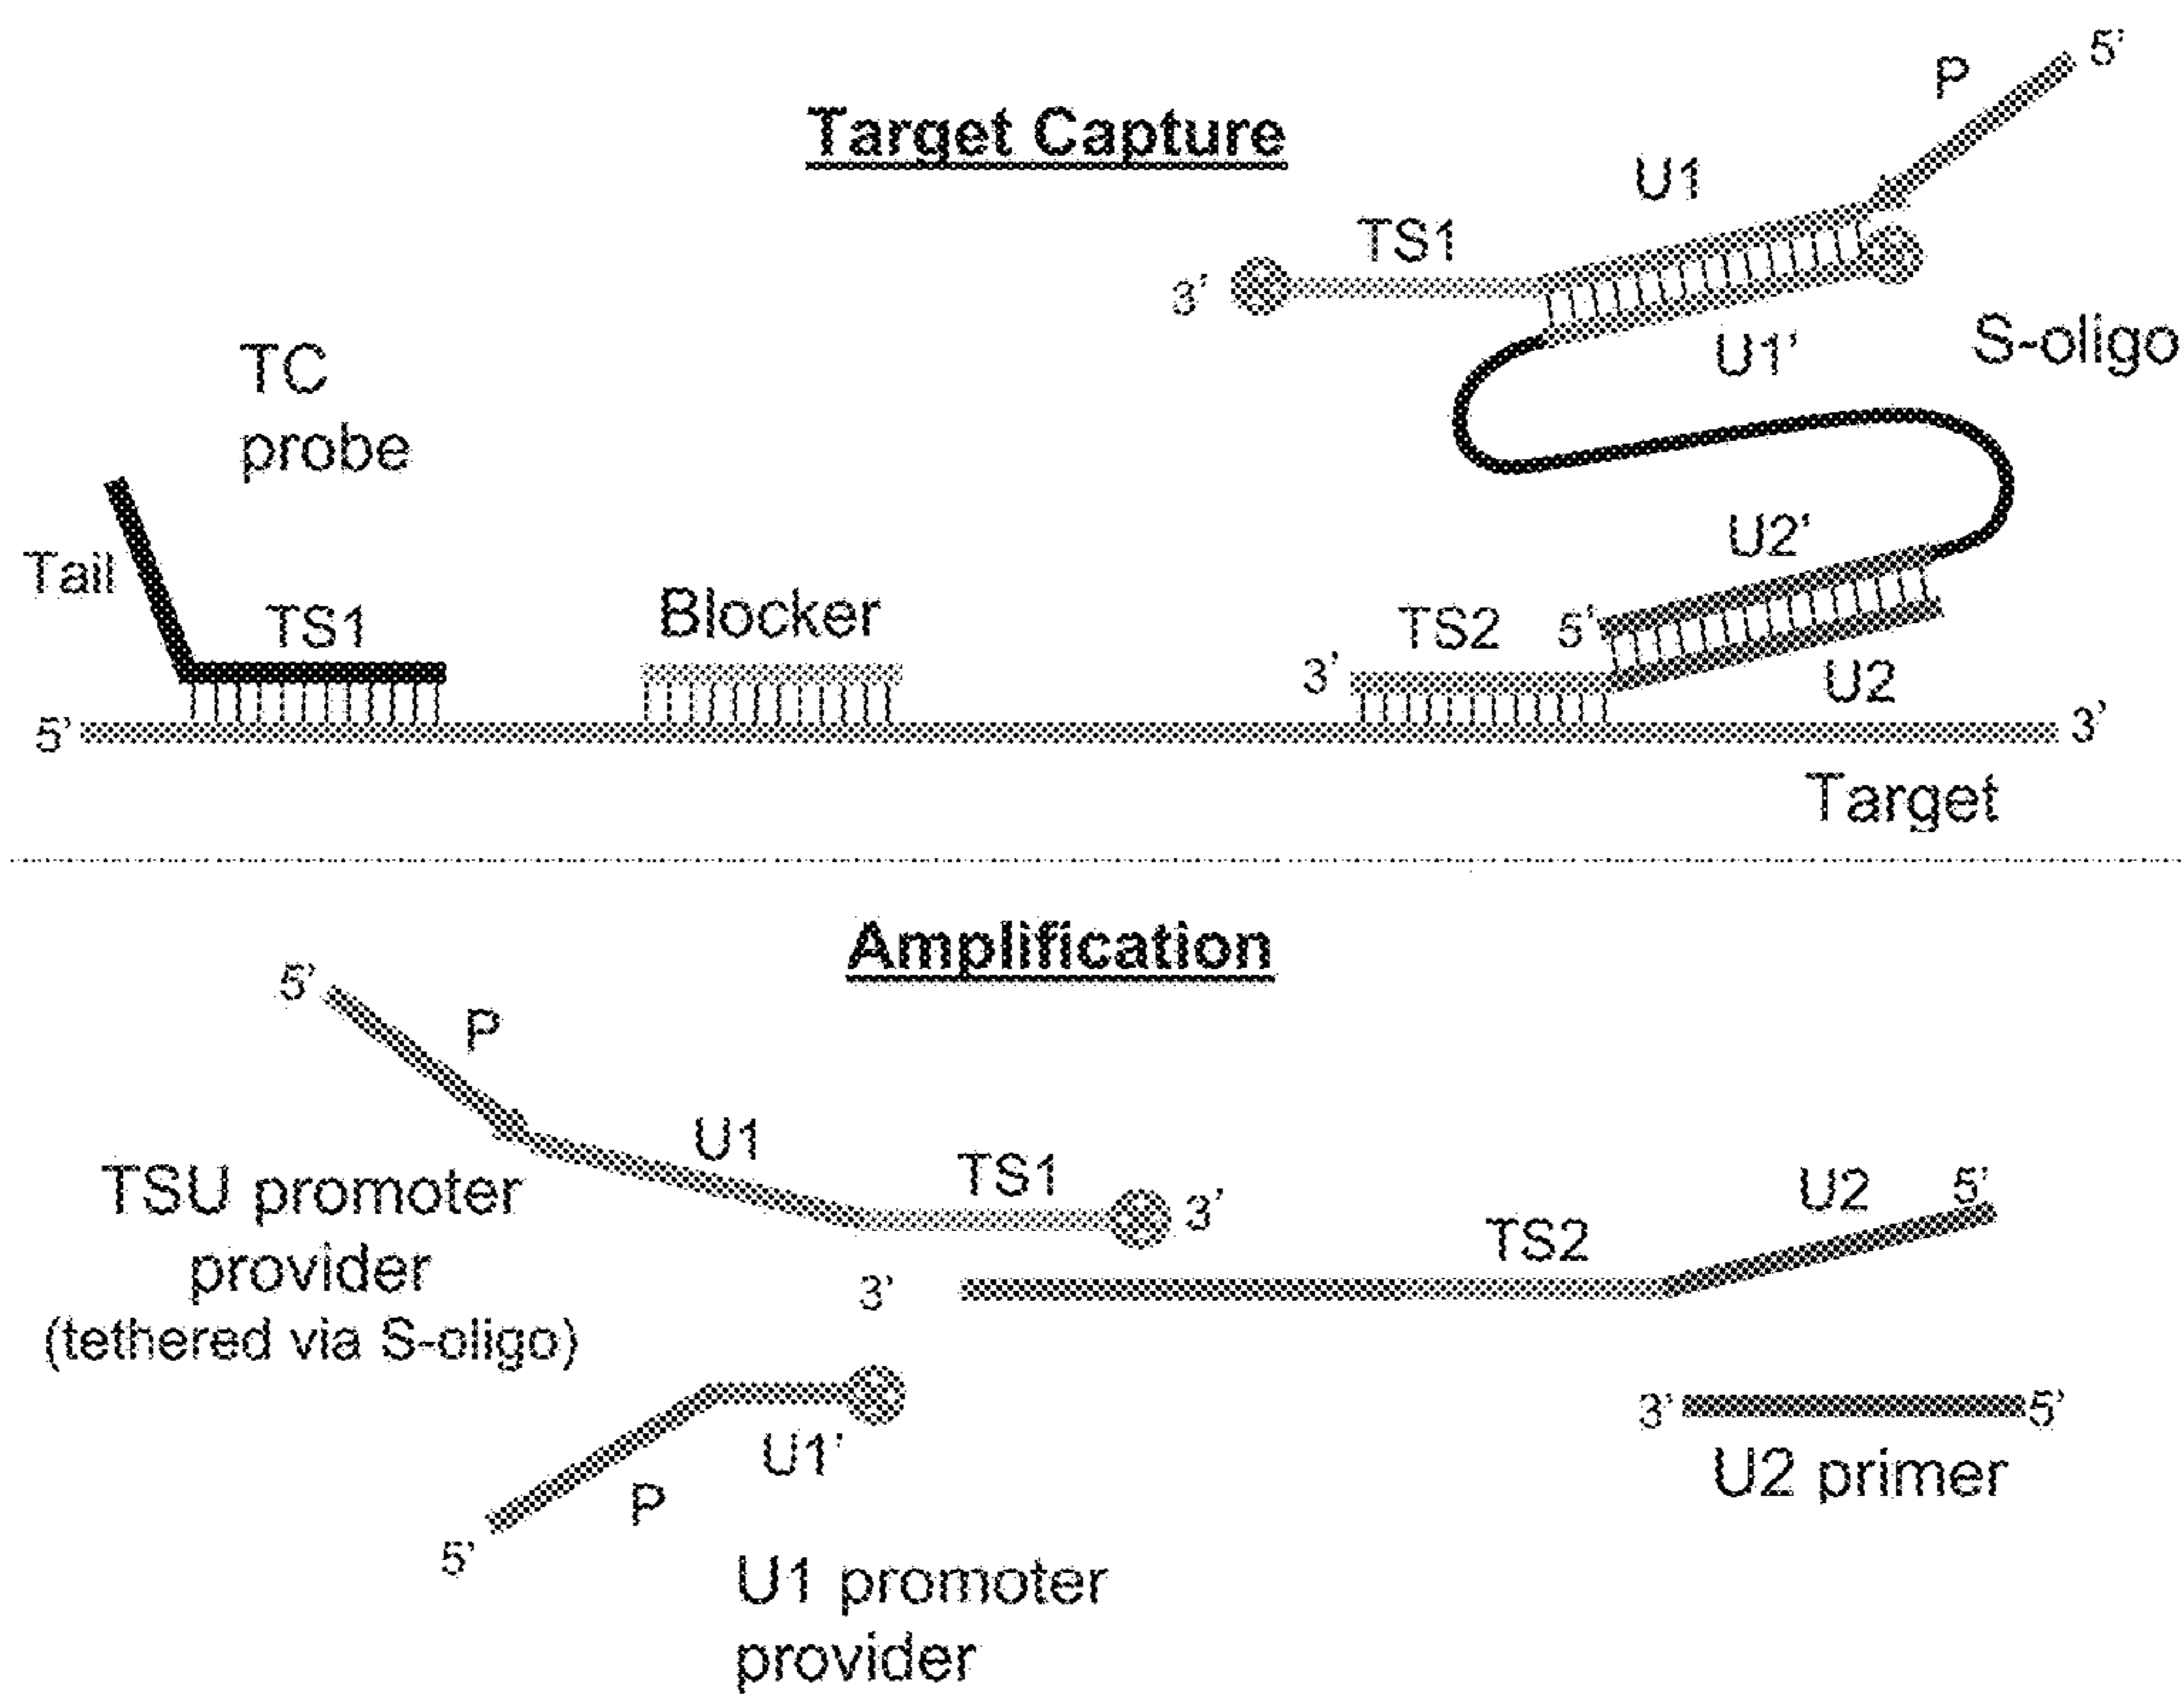 Target Capture
P
5'
U1
TS1
3'
U1'
S-oligo
TC
probe
Tail
TS1
Blocker
U2'
TS2
5'
3'
U2
5'
3'
Target
Amplification
5'
P
U1
TS1
3'
TSU promoter
provider
(tethered via S-oligo)
U2
5'
TS2
3'
U1'
P
5'
U1 promoter
provider
3'
5'
U2 primer